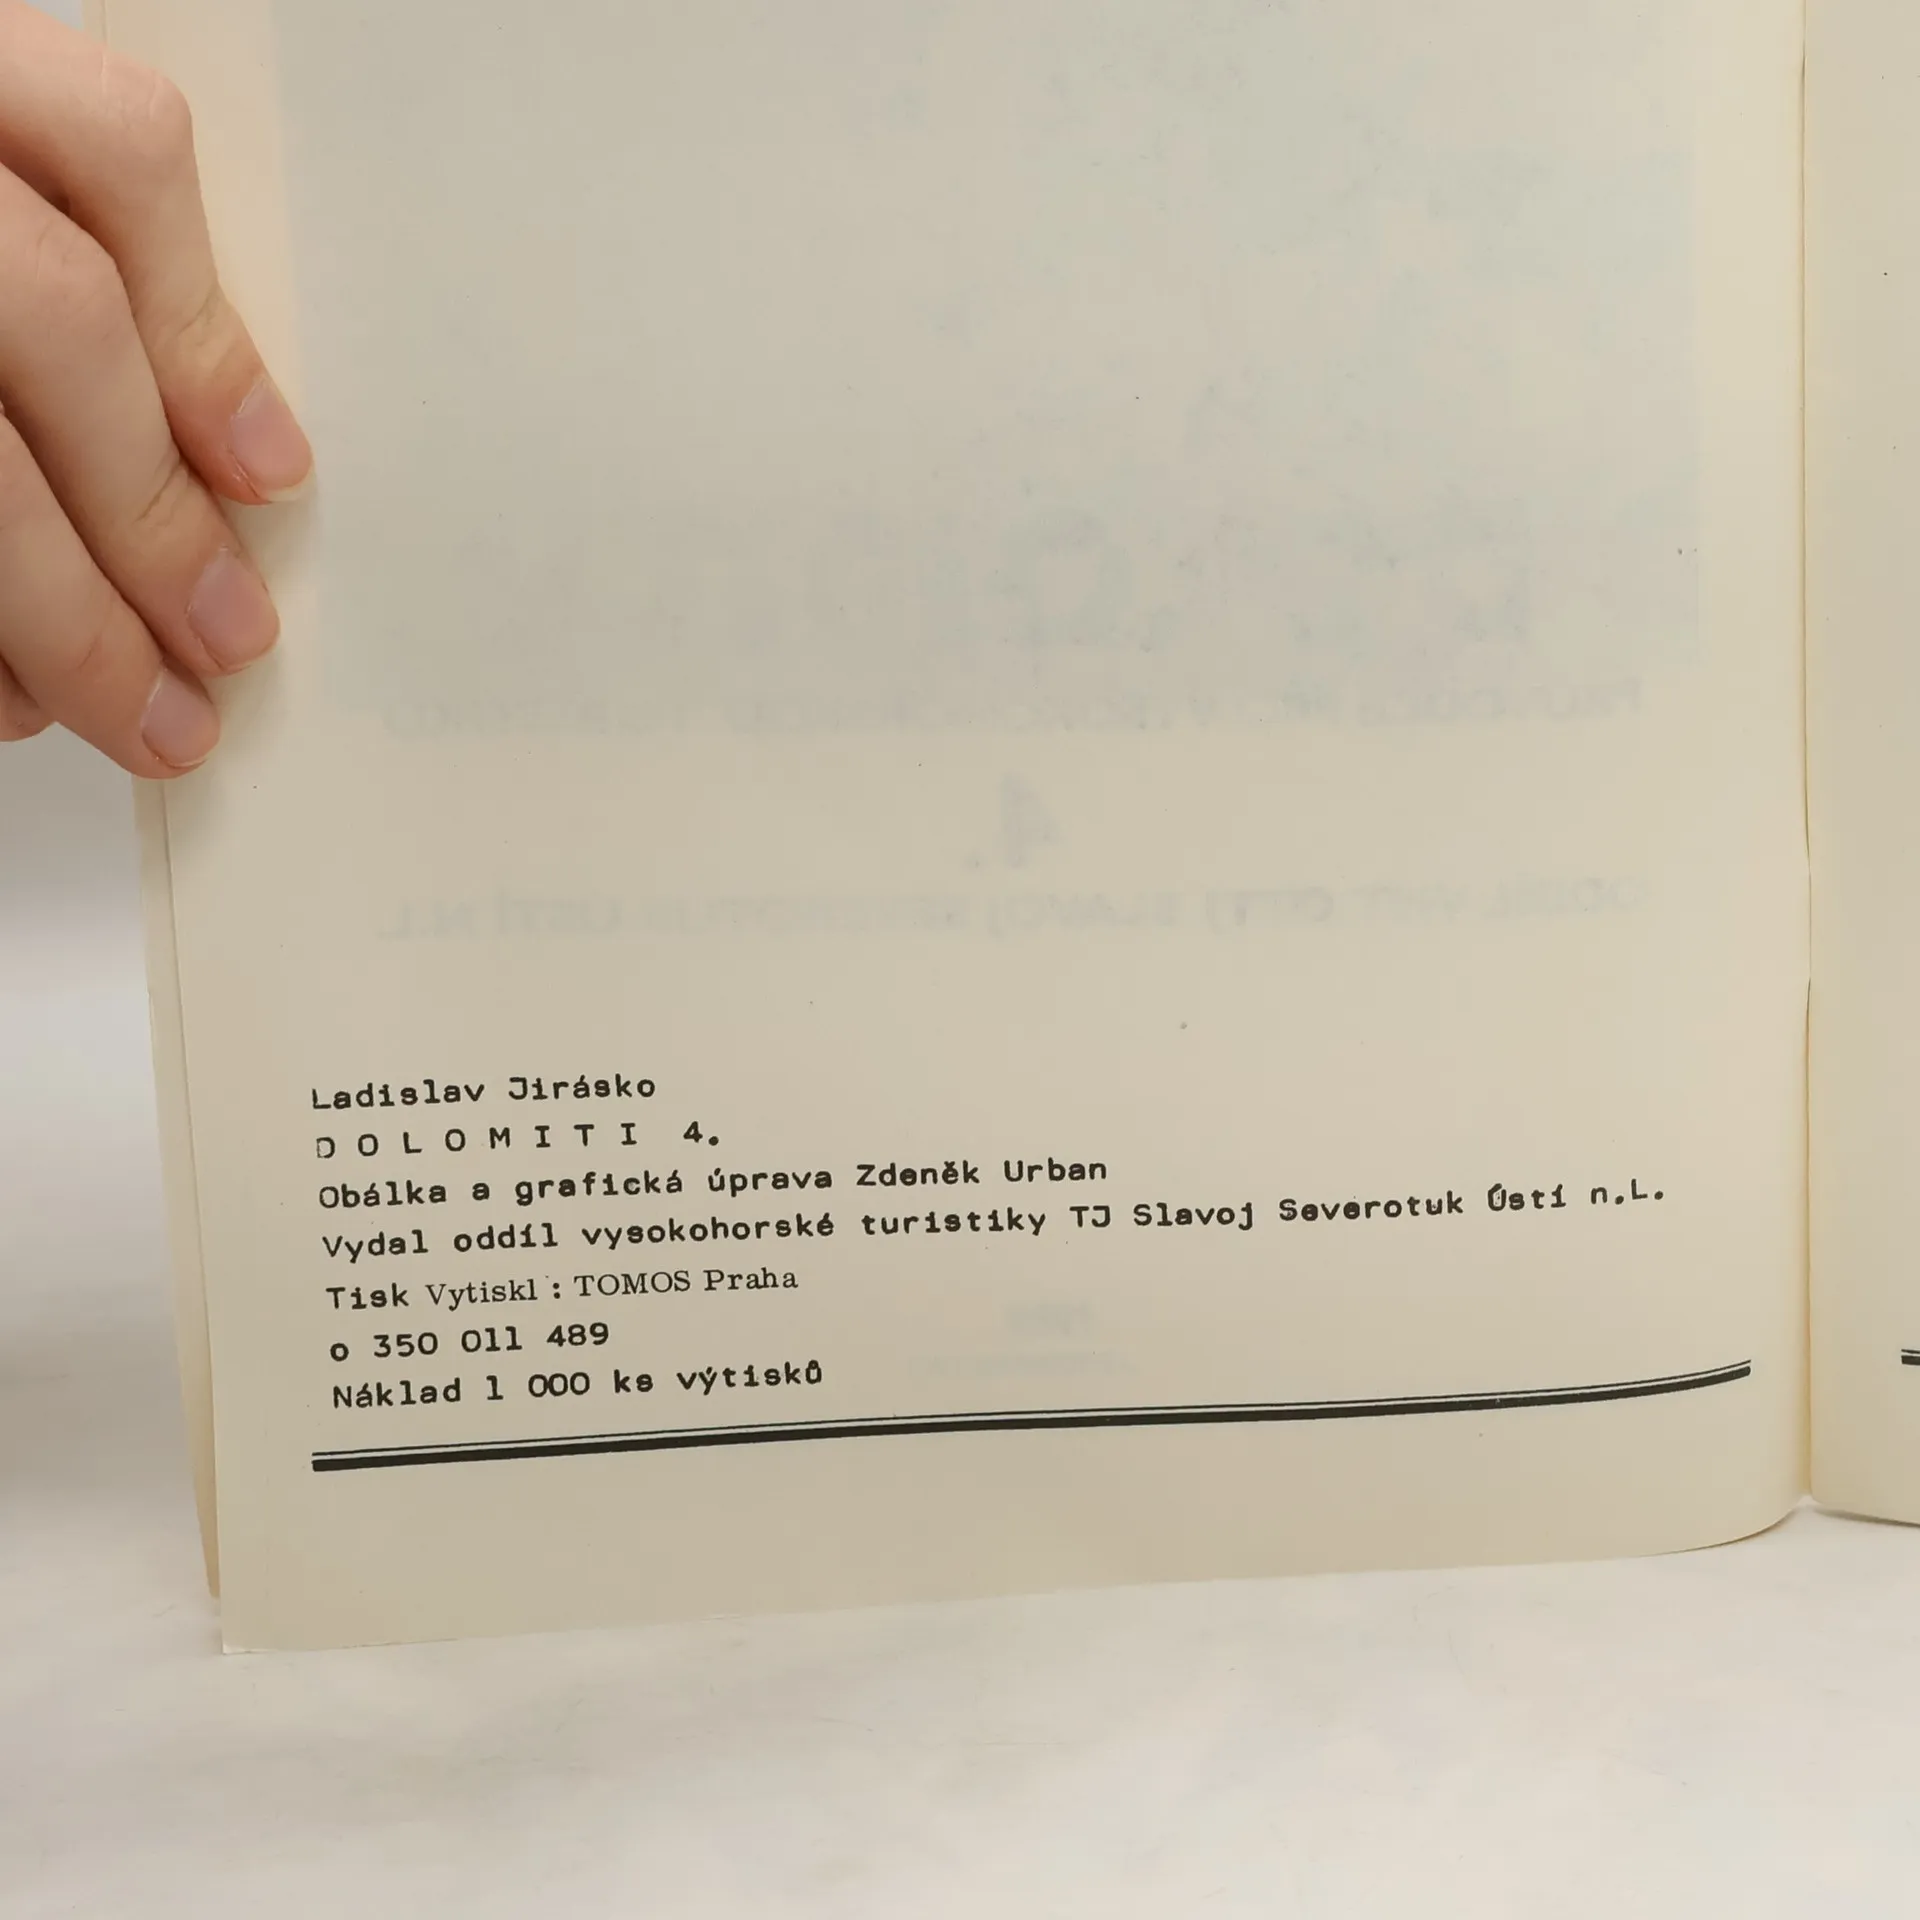 Ladislav Jirásko
D O L O M I T I 4.
Obálka a grafická úprava Zdeněk Urban
Vydal oddíl vysokohorské turistiky TJ Slavoj Severotuk Ústí n.L.
Tisk Vytiskl : TOMOS Praha
o 350 011 489
Náklad 1 000 ks výtisků